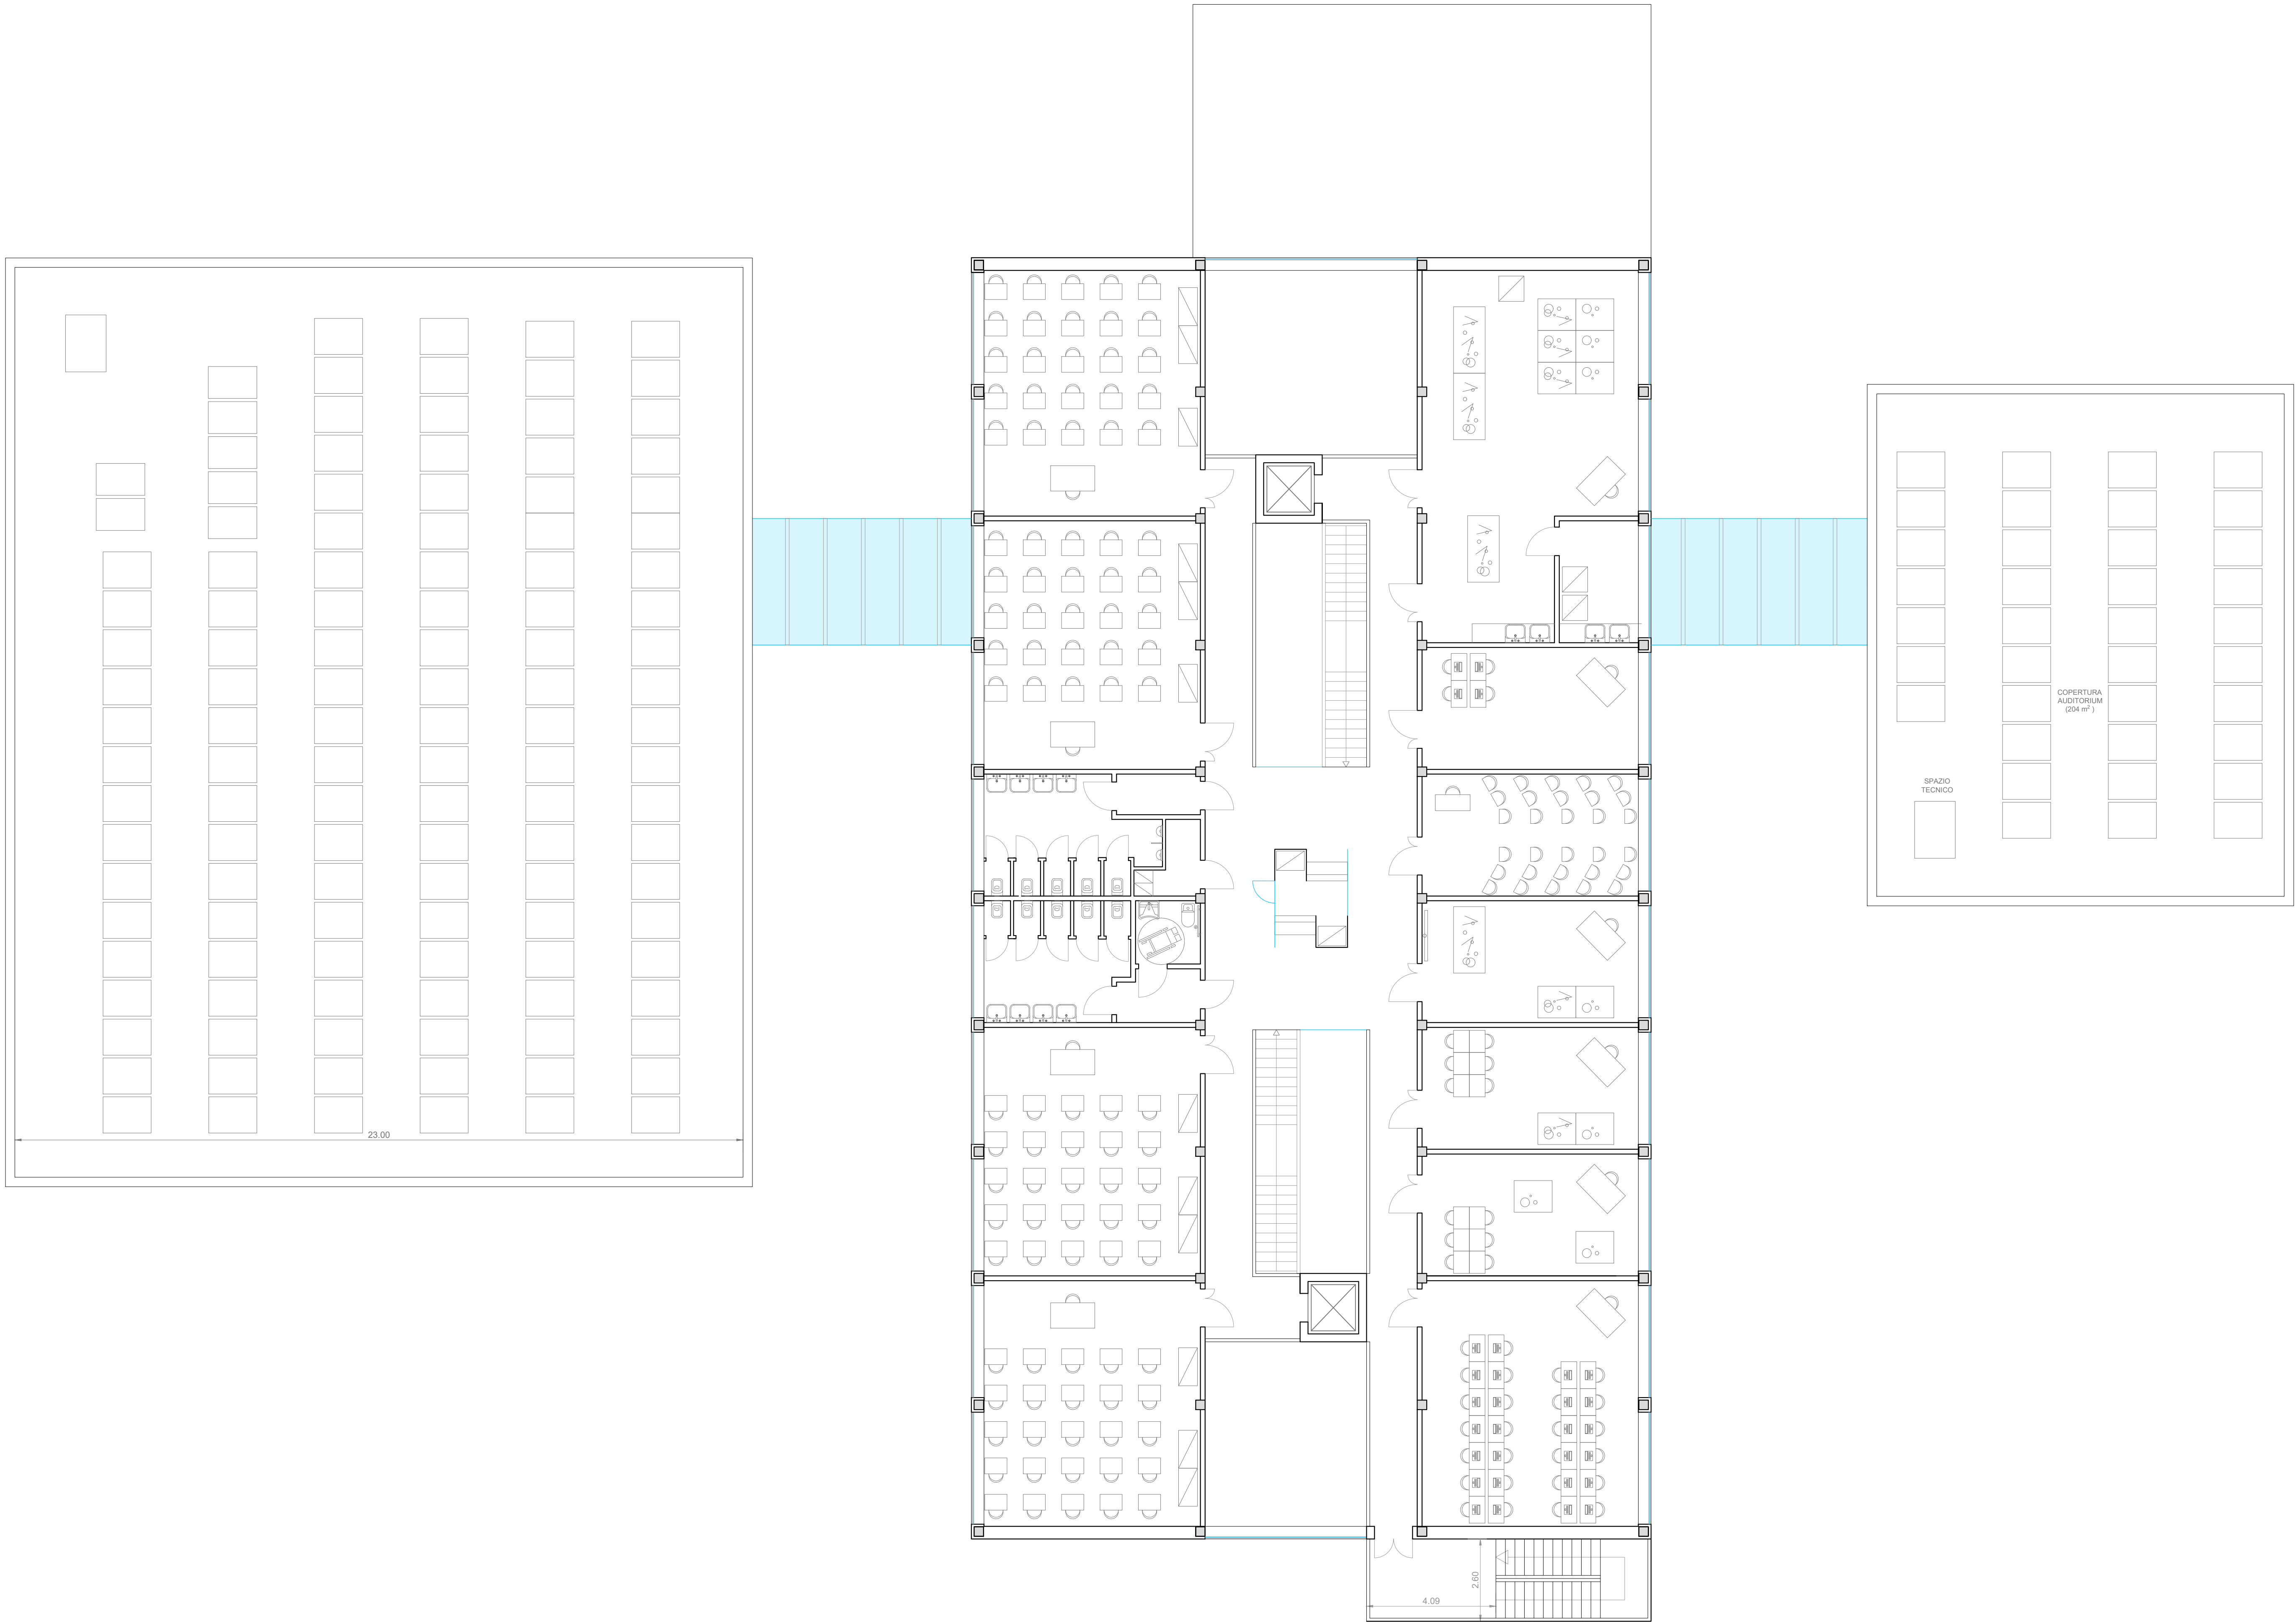 COPERTURA
AUDITORIUM
(204 m²)
SPAZIO
TECNICO
23.00
2.60
4.09